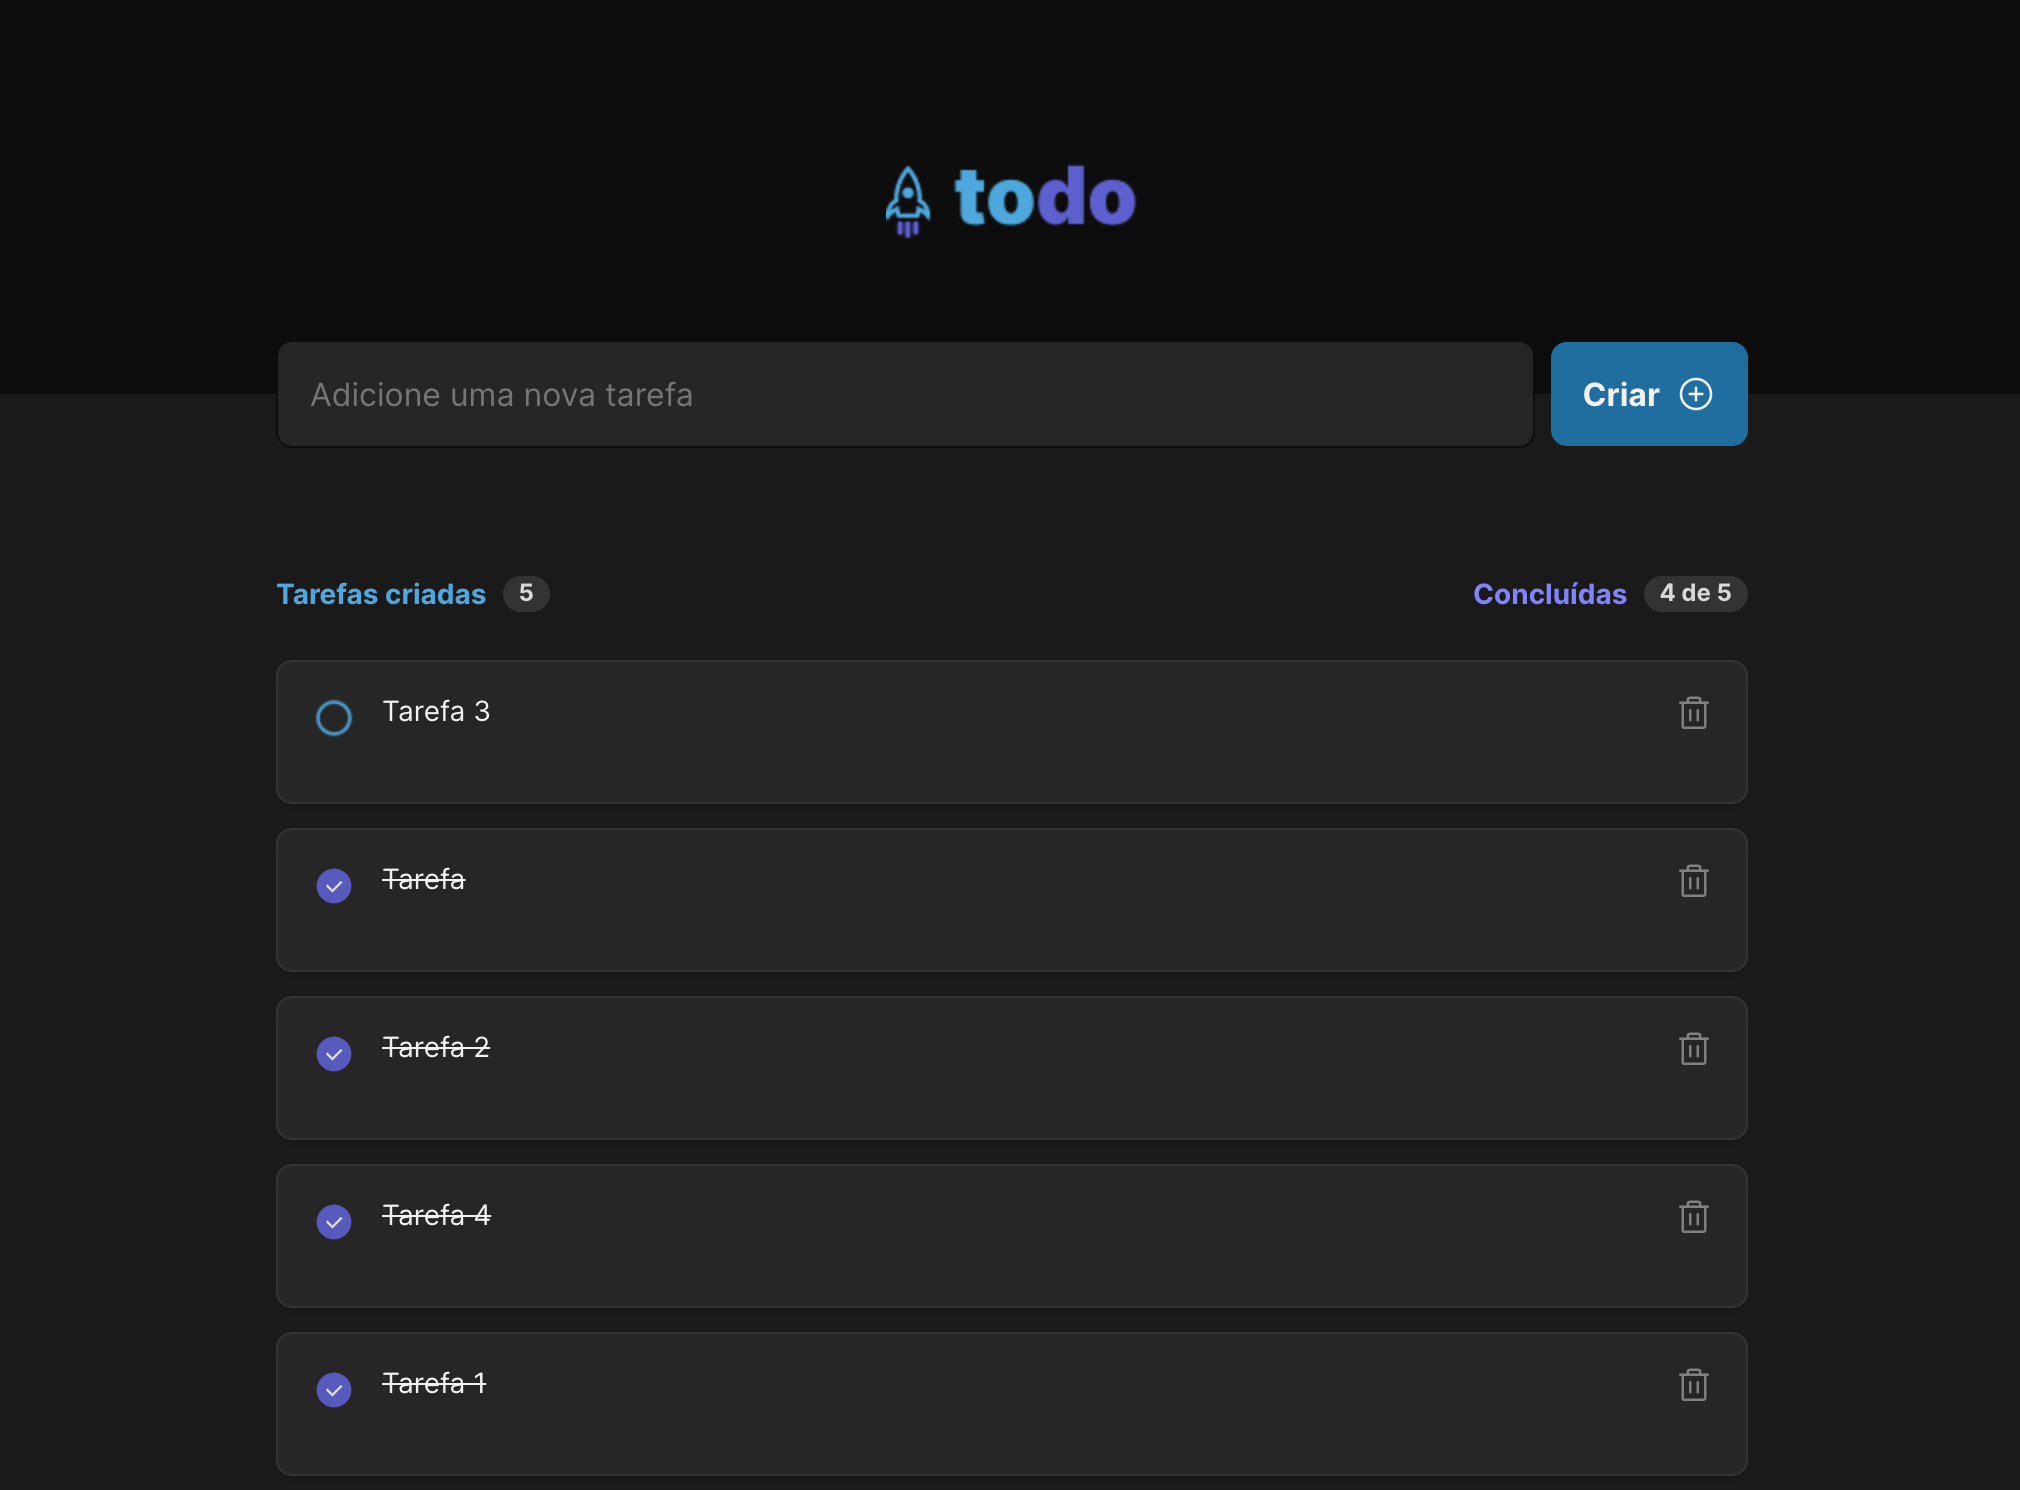 todo
Adicione uma nova tarefa
Criar
Tarefas criadas 5
Concluídas 4 de 5
Tarefa 3
Tarefa
Tarefa 2
Tarefa 4
Tarefa 1